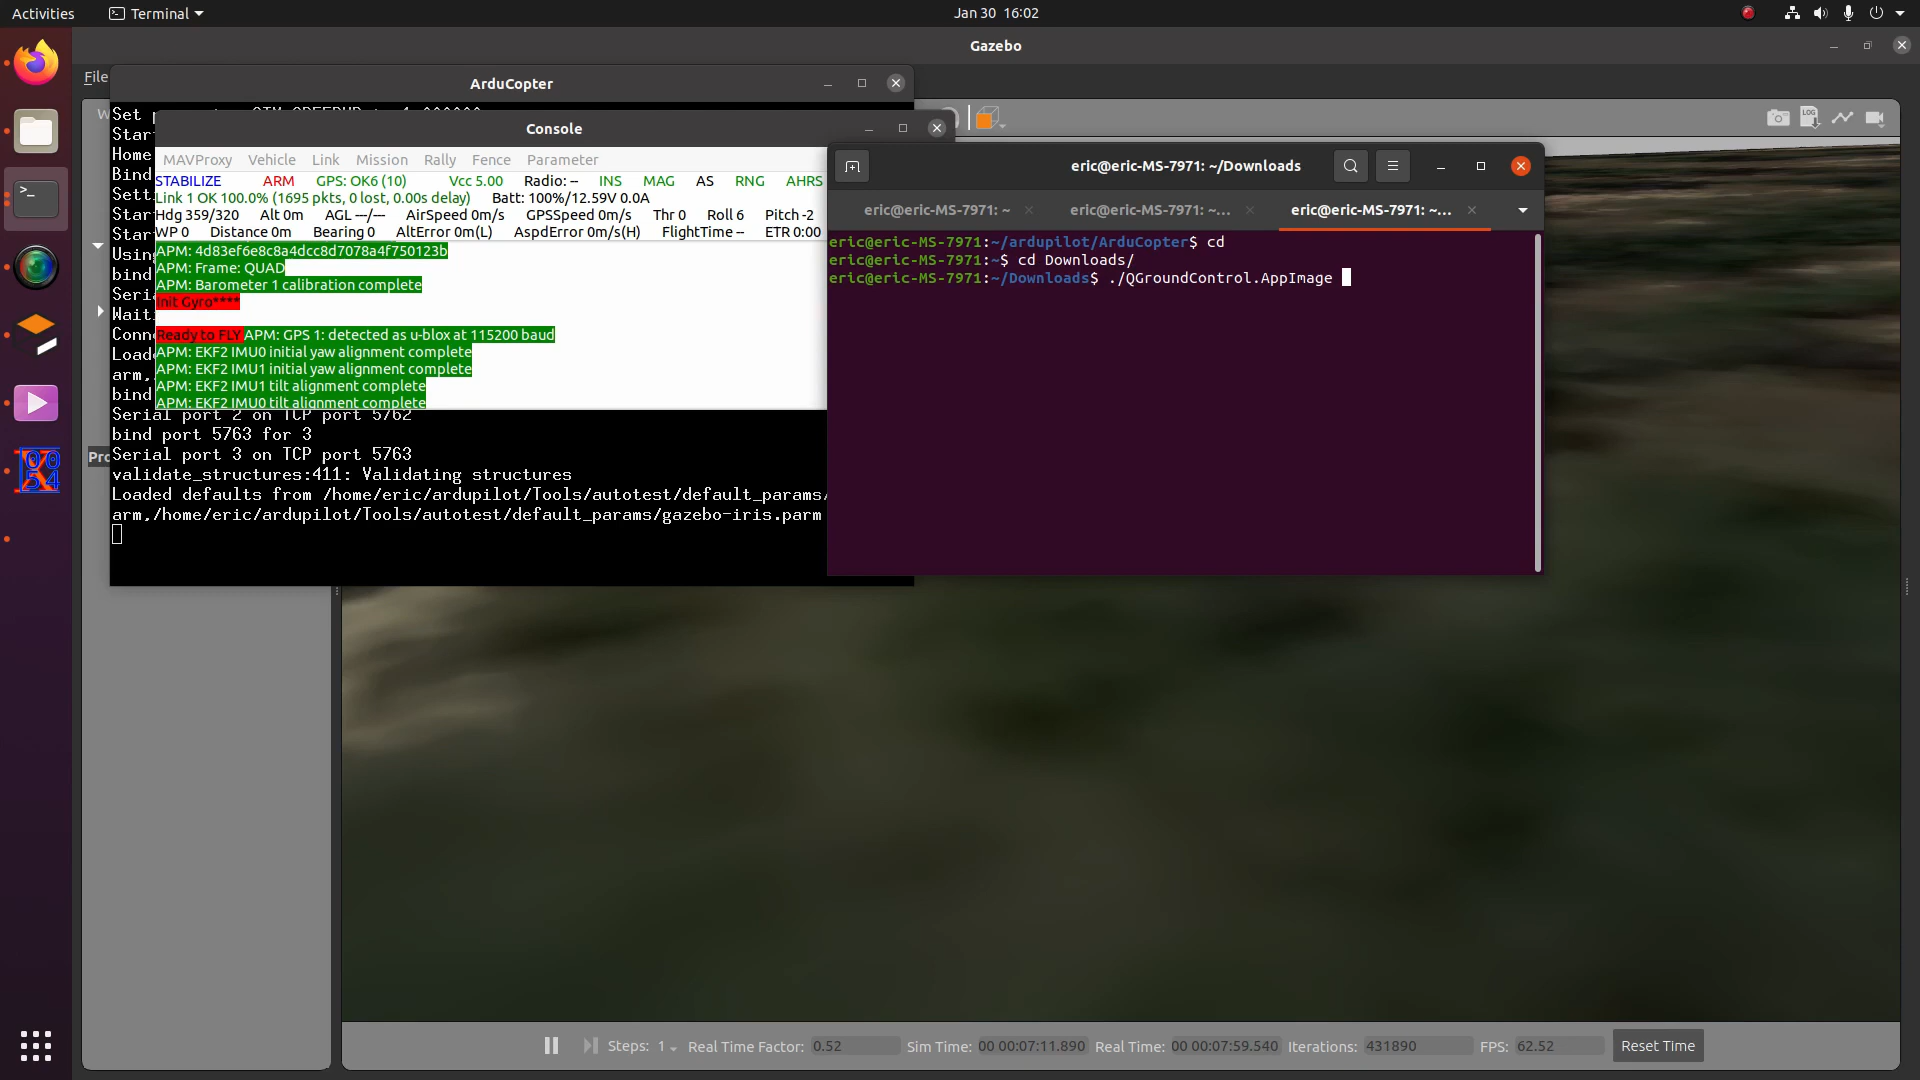 Activities
Terminal
Jan 30 16:02
Gazebo
File
ArduCopter
Set
Star
Home
Bind
Sett
Star
Star
Usin
bind
Seri
Wait
Conn
Load
arm,
bind
Console
MAVProxy Vehicle Link Mission Rally Fence Parameter
STABILIZE ARM GPS: OK6 (10) Vcc 5.00 Radio: -- INS MAG AS RNG AHRS
Link 1 OK 100.0% (1695 pkts, 0 lost, 0.00s delay) Batt: 100%/12.59V 0.0A
Hdg 359/320 Alt 0m AGL ---/--- AirSpeed 0m/s GPSSpeed 0m/s Thr 0 Roll 6 Pitch -2
WP 0 Distance 0m Bearing 0 AltError 0m(L) AspdError 0m/s(H) FlightTime -- ETR 0:00
APM: 4d83ef6e8c8a4dcc8d7078a4f750123b
APM: Frame: QUAD
APM: Barometer 1 calibration complete
Init Gyro****
Ready to FLY APM: GPS 1: detected as u-blox at 115200 baud
APM: EKF2 IMU0 initial yaw alignment complete
APM: EKF2 IMU1 initial yaw alignment complete
APM: EKF2 IMU1 tilt alignment complete
APM: EKF2 IMU0 tilt alignment complete
Serial port 2 on TCP port 5762
bind port 5763 for 3
Serial port 3 on TCP port 5763
validate_structures:411: Validating structures
Loaded defaults from /home/eric/ardupilot/Tools/autotest/default_params/
arm,/home/eric/ardupilot/Tools/autotest/default_params/gazebo-iris.parm
Pro
eric@eric-MS-7971: ~/Downloads
eric@eric-MS-7971: ~
eric@eric-MS-7971: ~...
eric@eric-MS-7971: ~...
eric@eric-MS-7971:~/ardupilot/ArduCopter$ cd
eric@eric-MS-7971:~$ cd Downloads/
eric@eric-MS-7971:~/Downloads$ ./QGroundControl.AppImage
LOG
Steps: 1 Real Time Factor: 0.52 Sim Time: 00 00:07:11.890 Real Time: 00 00:07:59.540 Iterations: 431890 FPS: 62.52 Reset Time